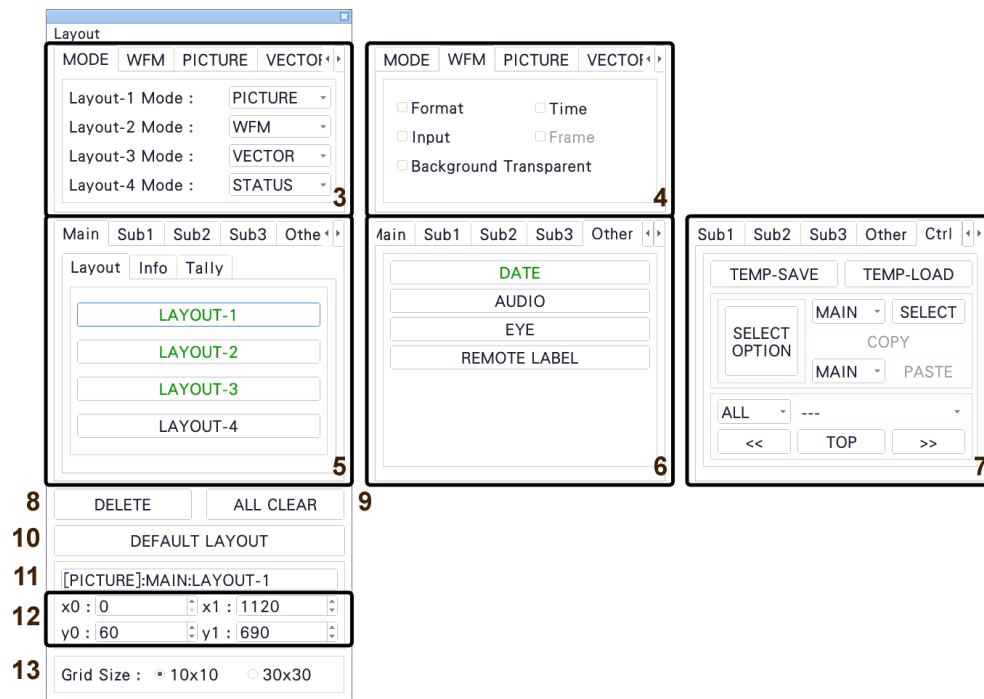 Layout
MODE WFM PICTURE VECTOR
Layout-1 Mode : PICTURE
Layout-2 Mode : WFM
Layout-3 Mode : VECTOR
Layout-4 Mode : STATUS
3
MODE WFM PICTURE VECTOR
Format Time
Input Frame
Background Transparent
4
Main Sub1 Sub2 Sub3 Othe
Layout Info Tally
LAYOUT-1
LAYOUT-2
LAYOUT-3
LAYOUT-4
5
Main Sub1 Sub2 Sub3 Other
DATE
AUDIO
EYE
REMOTE LABEL
6
Sub1 Sub2 Sub3 Other Ctrl
TEMP-SAVE TEMP-LOAD
SELECT OPTION
MAIN SELECT
COPY
MAIN PASTE
ALL ---
<< TOP >>
7
8 DELETE ALL CLEAR 9
10 DEFAULT LAYOUT
11 [PICTURE]:MAIN:LAYOUT-1
12
x0 : 0 x1 : 1120
y0 : 60 y1 : 690
13 Grid Size : 10x10 30x30